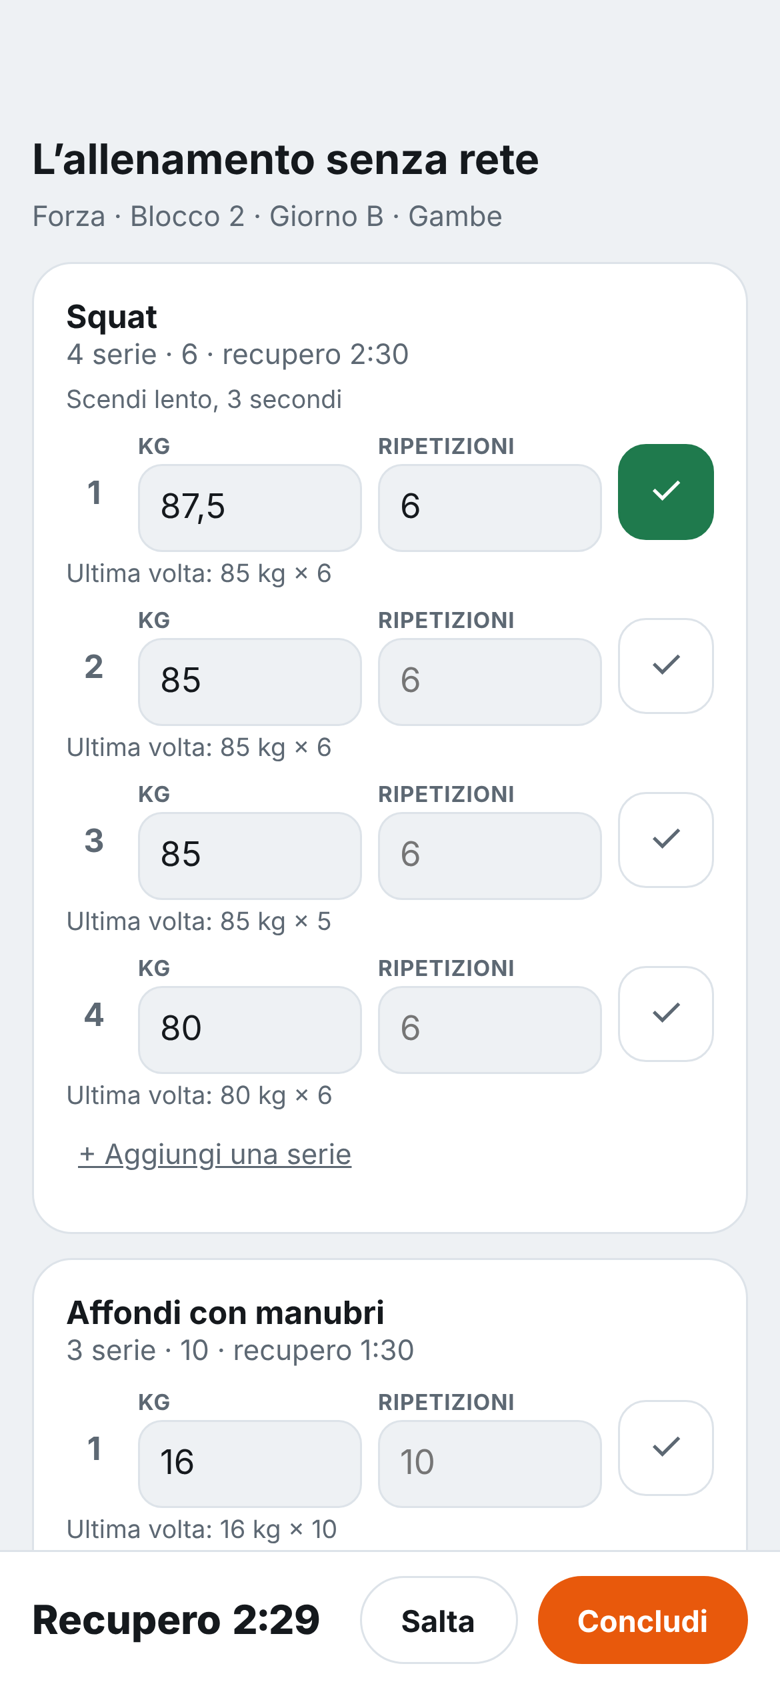 L’allenamento senza rete
Forza · Blocco 2 · Giorno B · Gambe
Squat
4 serie · 6 · recupero 2:30
Scendi lento, 3 secondi
KG RIPETIZIONI
1 87,5 6
Ultima volta: 85 kg × 6
KG RIPETIZIONI
2 85 6
Ultima volta: 85 kg × 6
KG RIPETIZIONI
3 85 6
Ultima volta: 85 kg × 5
KG RIPETIZIONI
4 80 6
Ultima volta: 80 kg × 6
+ Aggiungi una serie
Affondi con manubri
3 serie · 10 · recupero 1:30
KG RIPETIZIONI
1 16 10
Ultima volta: 16 kg × 10
Recupero 2:29 Salta Concludi